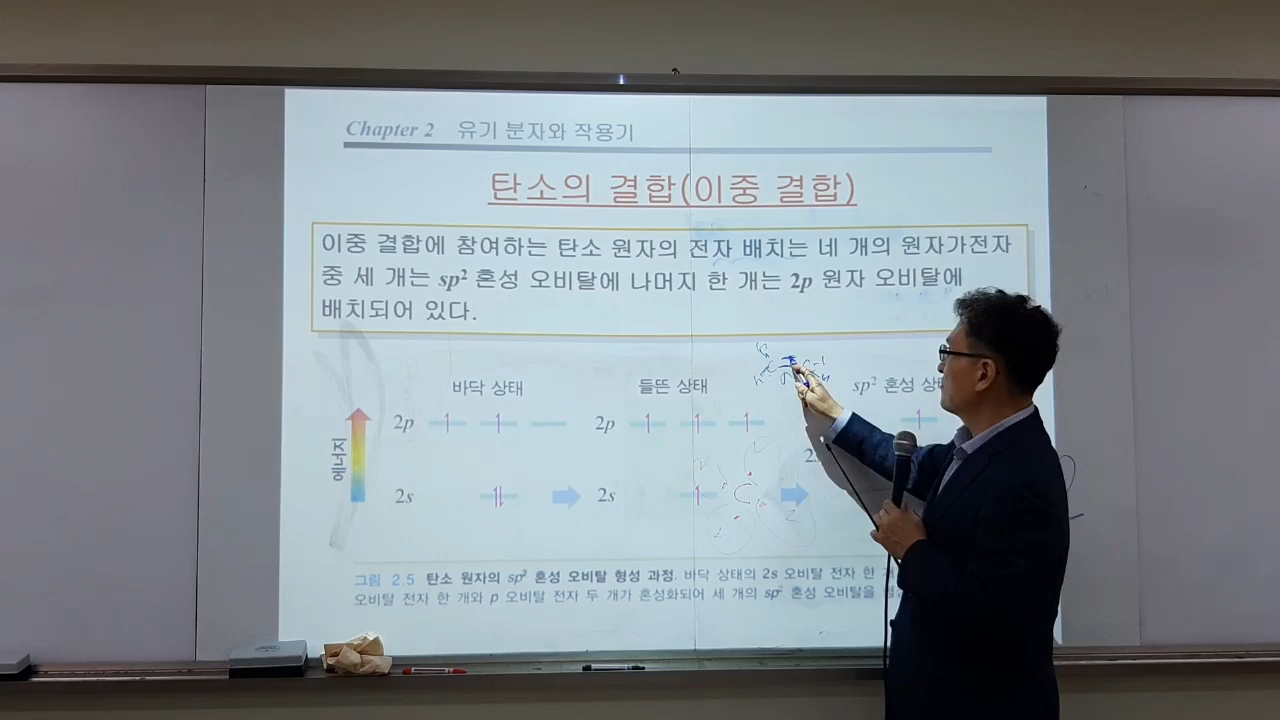 Chapter 2 유기 분자와 작용기
탄소의 결합(이중 결합)
이중 결합에 참여하는 탄소 원자의 전자 배치는 네 개의 원자가전자
중 세 개는 sp² 혼성 오비탈에 나머지 한 개는 2p 원자 오비탈에
배치되어 있다.
바닥 상태
들뜬 상태
sp² 혼성
에너지
2p
2p
2s
2s
그림 2.5 탄소 원자의 sp² 혼성 오비탈 형성 과정. 바닥 상태의 2s 오비탈 전자 한
오비탈 전자 한 개와 p 오비탈 전자 두 개가 혼성화되어 세 개의 sp² 혼성 오비탈을